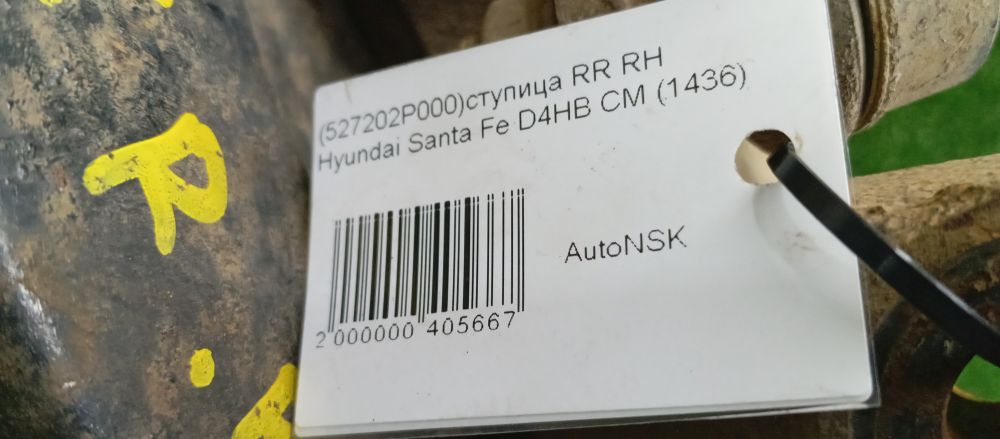 (527202P000)ступица RR RH
Hyundai Santa Fe D4HB CM (1436)
AutoNSK
2 000000 405667